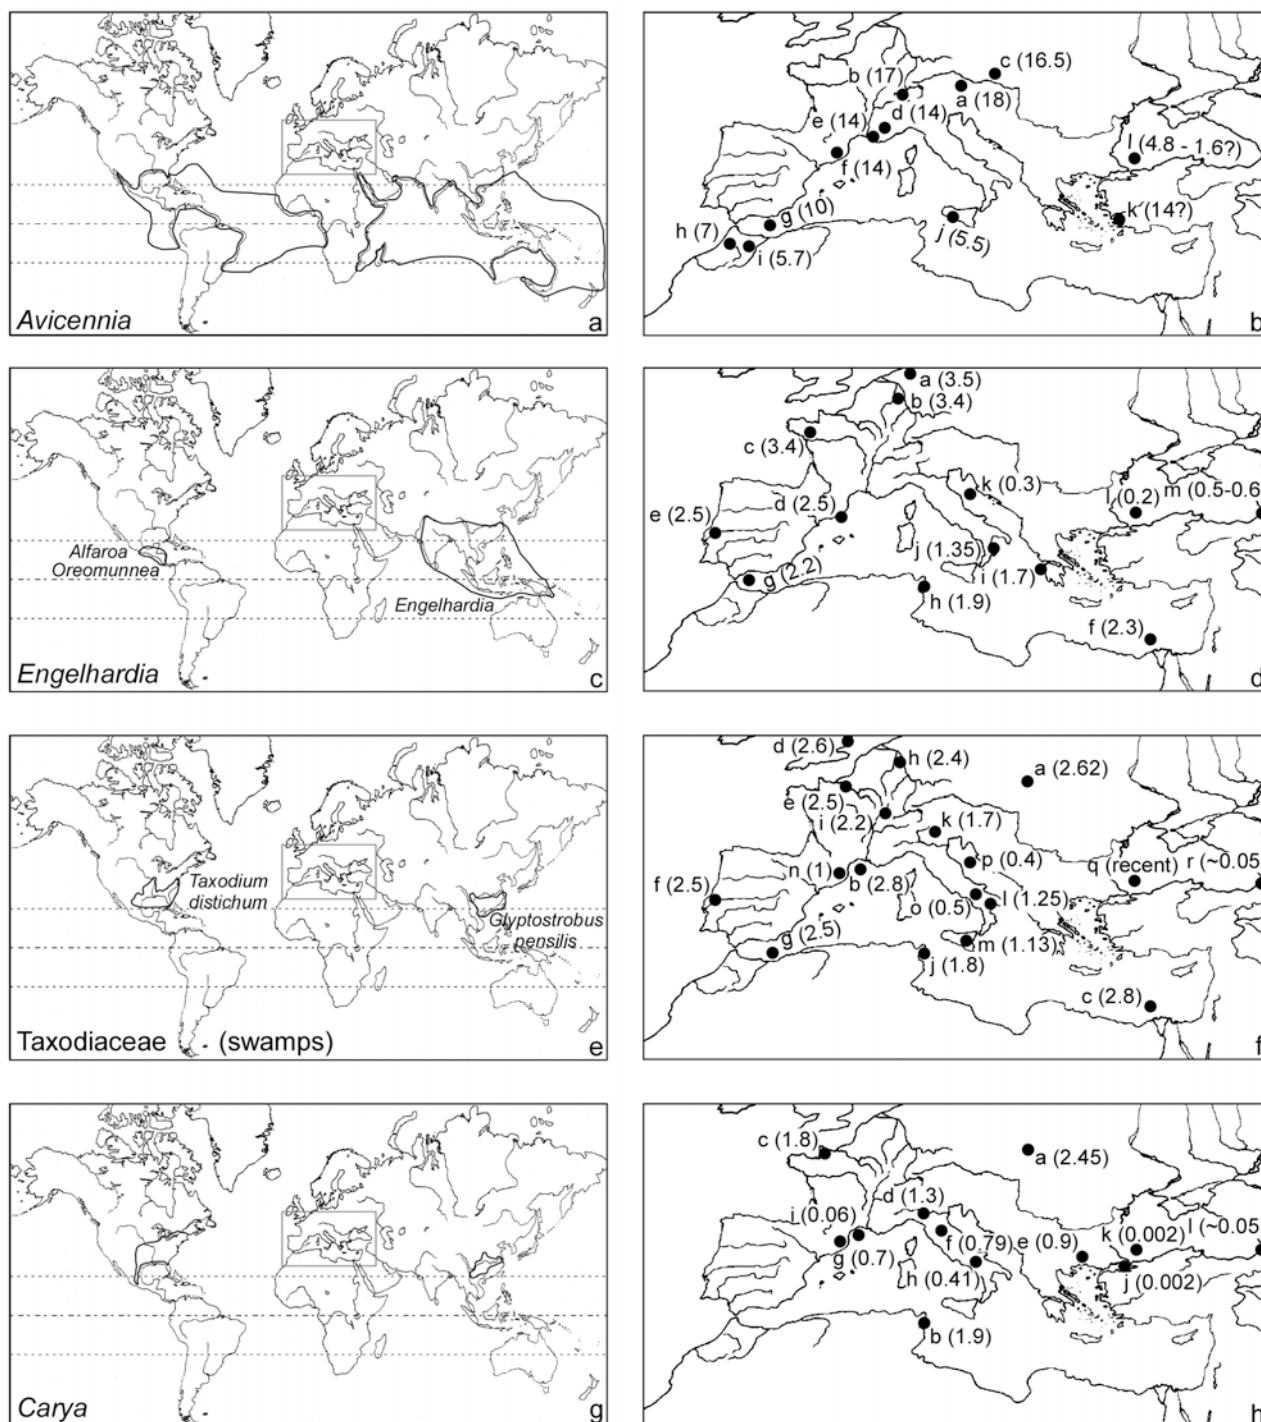 Avicennia
a
c (16.5)
b (17)
a (18)
d (14)
e (14)
f (14)
l (4.8 - 1.6?)
k (14?)
g (10)
h (7)
j (5.5)
i (5.7)
b
Alfaroa
Oreomunnea
Engelhardia
Engelhardia
c
a (3.5)
b (3.4)
c (3.4)
k (0.3)
l (0.2)
m (0.5-0.6
d (2.5)
e (2.5)
j (1.35)
i (1.7)
g (2.2)
h (1.9)
f (2.3)
d
Taxodium
distichum
Glyptostrobus
pensilis
Taxodiaceae (swamps)
e
d (2.6)
h (2.4)
a (2.62)
e (2.5)
i (2.2)
k (1.7)
p (0.4)
q (recent)
r (~0.05
n (1)
b (2.8)
f (2.5)
o (0.5)
l (1.25)
g (2.5)
m (1.13)
j (1.8)
c (2.8)
f
Carya
g
c (1.8)
a (2.45)
d (1.3)
i (0.06)
l (~0.05
k (0.002)
e (0.9)
f (0.79)
g (0.7)
h (0.41)
j (0.002)
b (1.9)
h